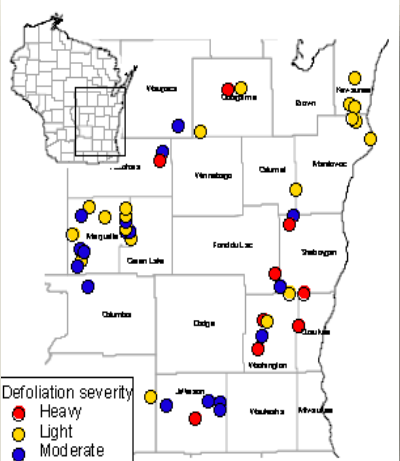 Waupaca
Outagamie
Brown
Kewaunee
Waushara
Winnebago
Calumet
Manitowoc
Marquette
Green Lake
Fond du Lac
Sheboygan
Columbia
Dodge
Ozaukee
Washington
Defoliation severity
Heavy
Light
Moderate
Jefferson
Waukesha
Milwaukee